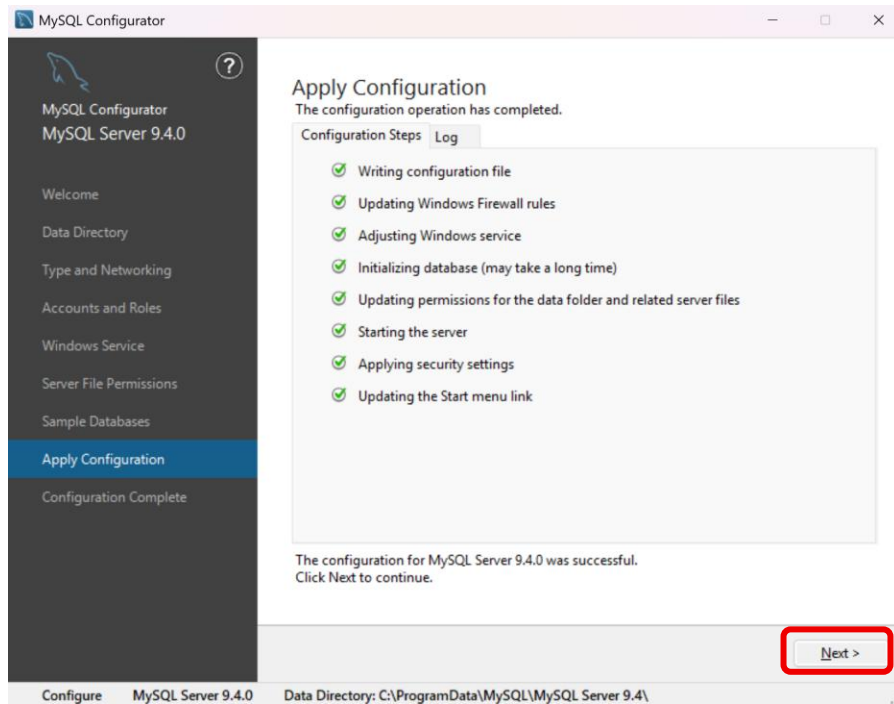 MySQL Configurator
?
MySQL Configurator
MySQL Server 9.4.0
Welcome
Data Directory
Type and Networking
Accounts and Roles
Windows Service
Server File Permissions
Sample Databases
Apply Configuration
Configuration Complete
Apply Configuration
The configuration operation has completed.
Configuration Steps Log
Writing configuration file
Updating Windows Firewall rules
Adjusting Windows service
Initializing database (may take a long time)
Updating permissions for the data folder and related server files
Starting the server
Applying security settings
Updating the Start menu link
The configuration for MySQL Server 9.4.0 was successful.
Click Next to continue.
Next >
Configure MySQL Server 9.4.0 Data Directory: C:\ProgramData\MySQL\MySQL Server 9.4\